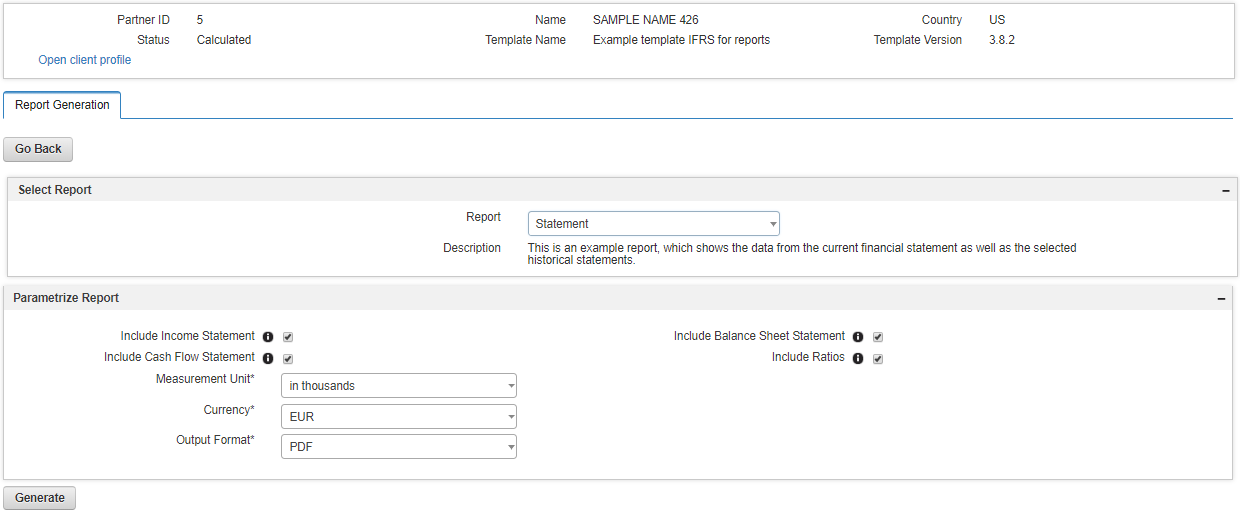 Partner ID 5 Name SAMPLE NAME 426 Country US
Status Calculated Template Name Example template IFRS for reports Template Version 3.8.2
Open client profile
Report Generation
Go Back
Select Report
Report Statement
Description This is an example report, which shows the data from the current financial statement as well as the selected
historical statements.
Parametrize Report
Include Income Statement Include Balance Sheet Statement
Include Cash Flow Statement Include Ratios
Measurement Unit* in thousands
Currency* EUR
Output Format* PDF
Generate